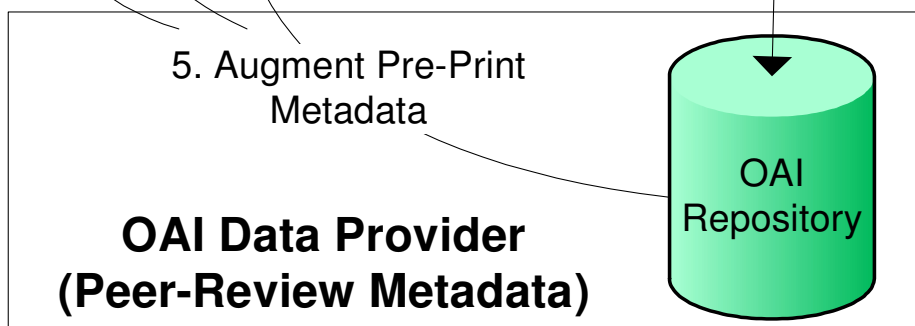 5. Augment Pre-Print
Metadata
OAI
Repository
OAI Data Provider
(Peer-Review Metadata)